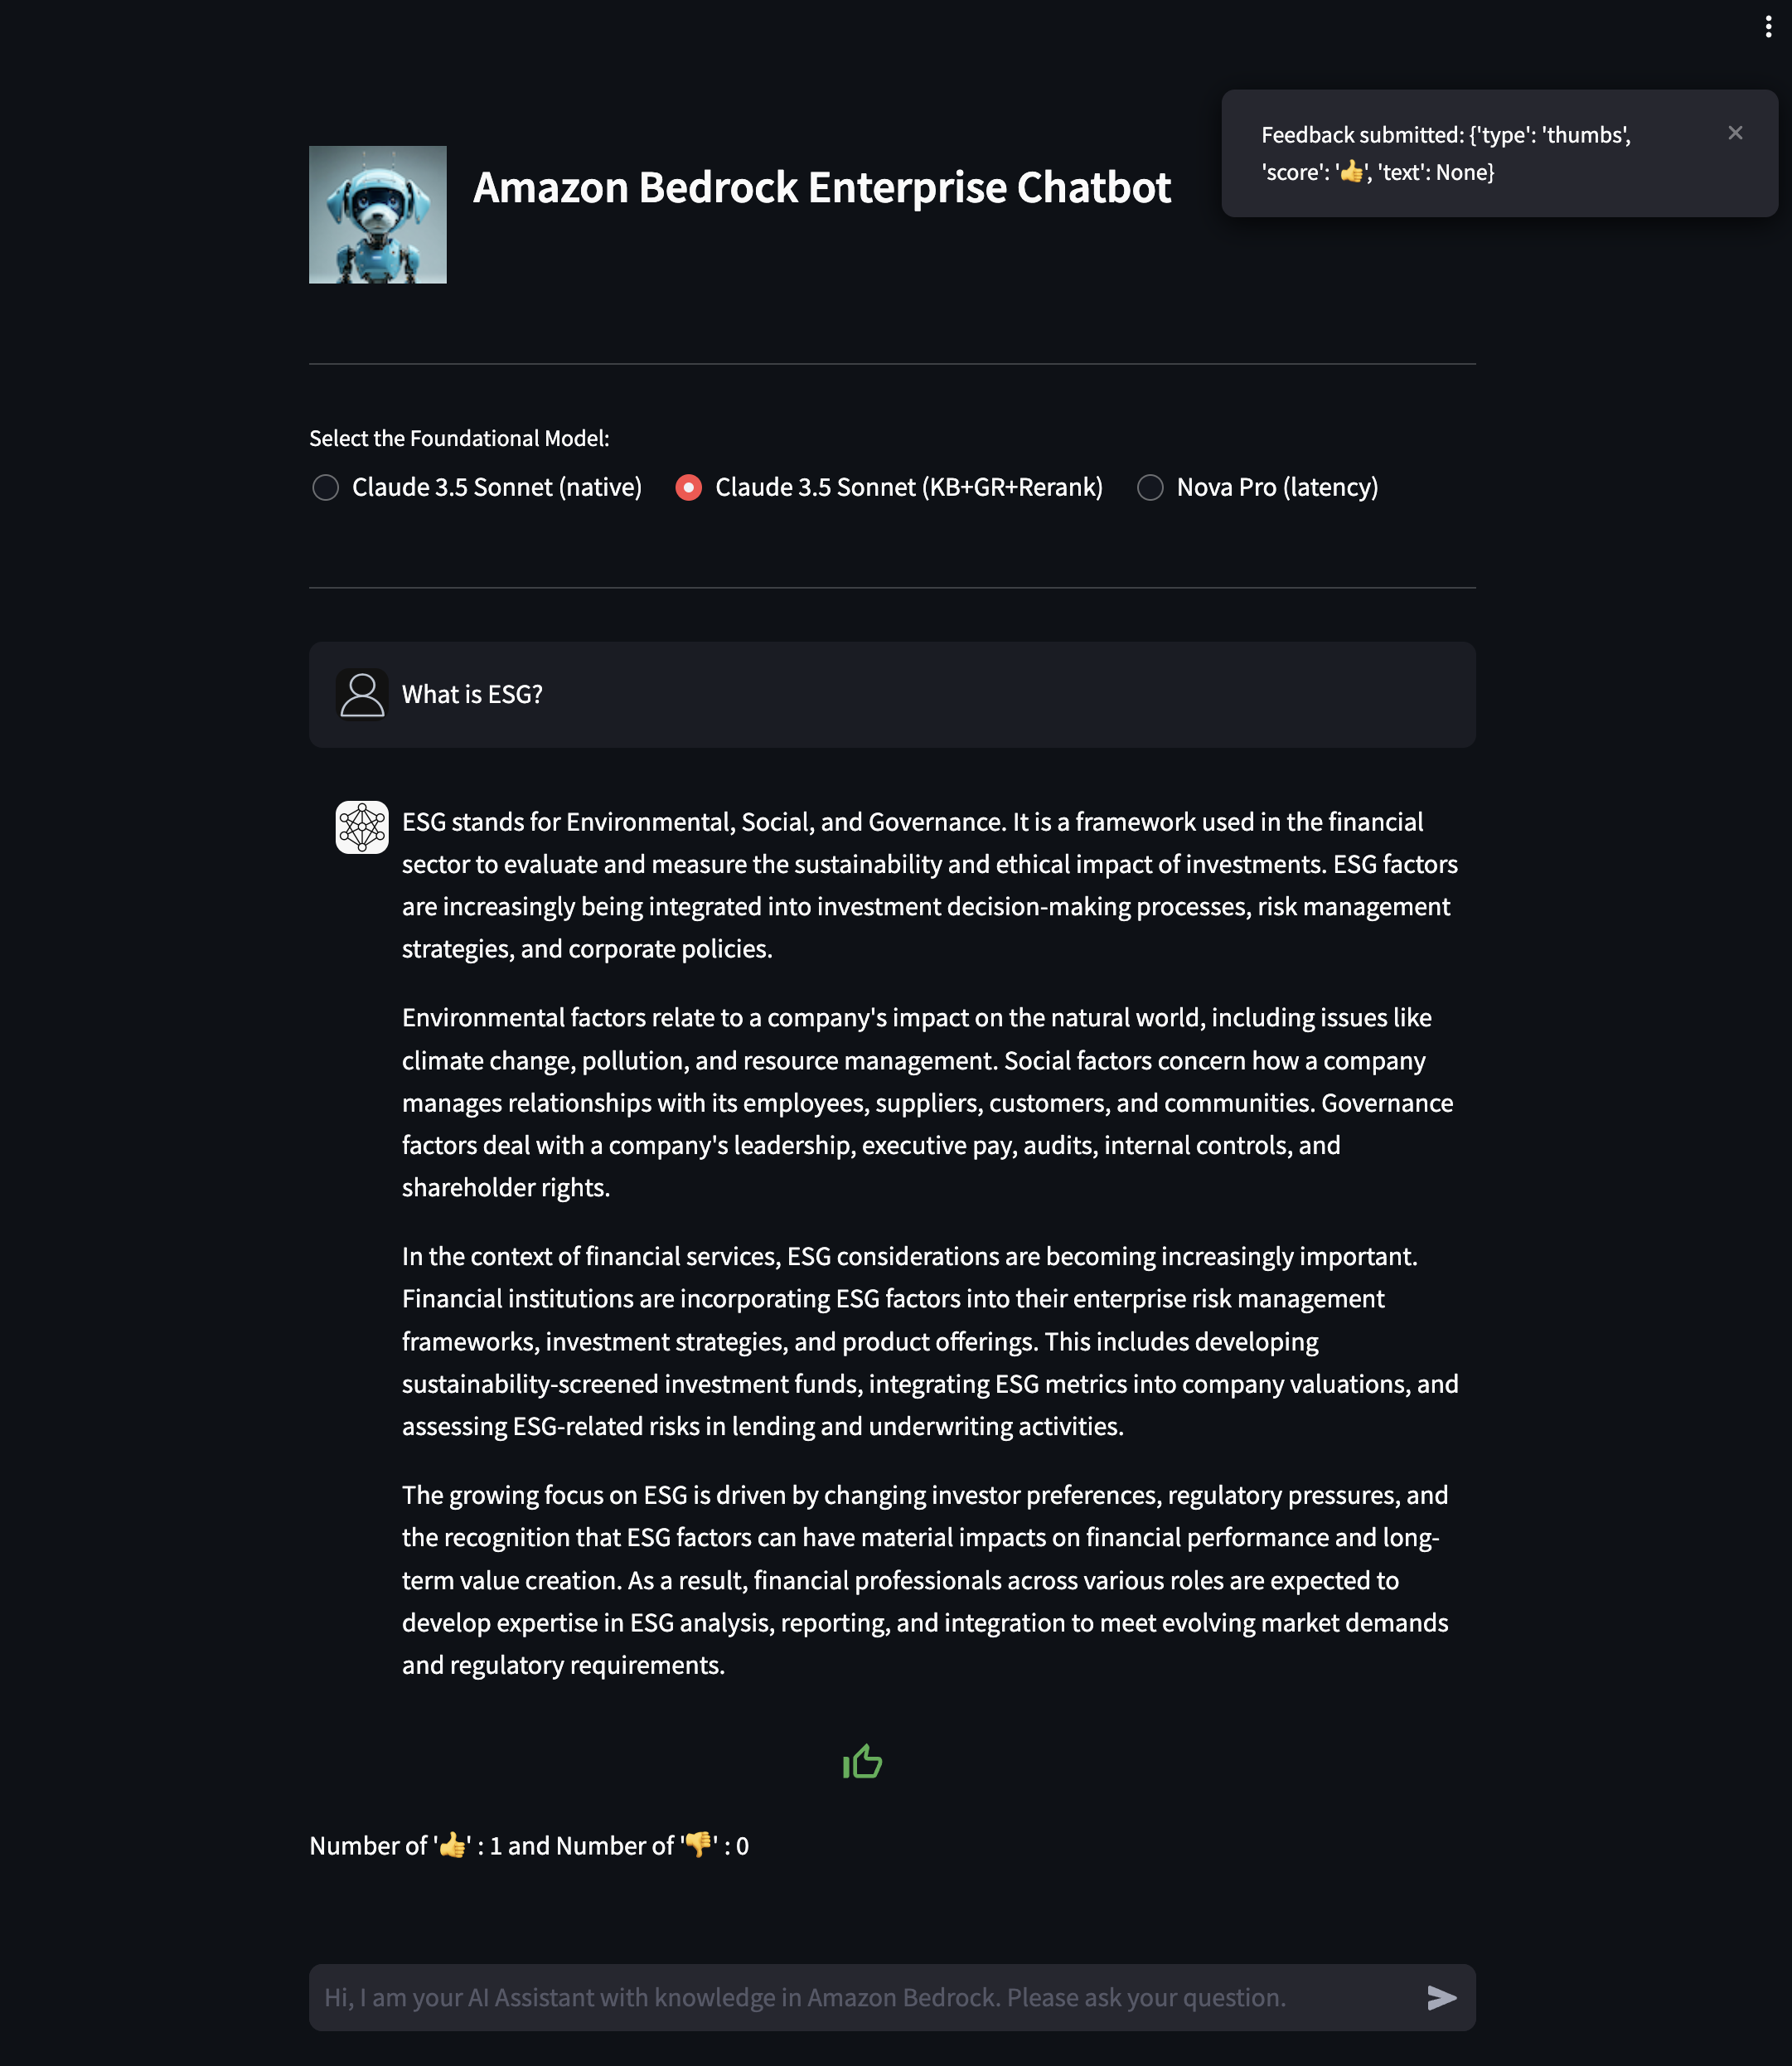 Feedback submitted: {'type': 'thumbs',
'score': '👍', 'text': None}
Amazon Bedrock Enterprise Chatbot
Select the Foundational Model:
Claude 3.5 Sonnet (native) Claude 3.5 Sonnet (KB+GR+Rerank) Nova Pro (latency)
What is ESG?
ESG stands for Environmental, Social, and Governance. It is a framework used in the financial
sector to evaluate and measure the sustainability and ethical impact of investments. ESG factors
are increasingly being integrated into investment decision-making processes, risk management
strategies, and corporate policies.
Environmental factors relate to a company's impact on the natural world, including issues like
climate change, pollution, and resource management. Social factors concern how a company
manages relationships with its employees, suppliers, customers, and communities. Governance
factors deal with a company's leadership, executive pay, audits, internal controls, and
shareholder rights.
In the context of financial services, ESG considerations are becoming increasingly important.
Financial institutions are incorporating ESG factors into their enterprise risk management
frameworks, investment strategies, and product offerings. This includes developing
sustainability-screened investment funds, integrating ESG metrics into company valuations, and
assessing ESG-related risks in lending and underwriting activities.
The growing focus on ESG is driven by changing investor preferences, regulatory pressures, and
the recognition that ESG factors can have material impacts on financial performance and long-
term value creation. As a result, financial professionals across various roles are expected to
develop expertise in ESG analysis, reporting, and integration to meet evolving market demands
and regulatory requirements.
Number of '👍' : 1 and Number of '👎' : 0
Hi, I am your AI Assistant with knowledge in Amazon Bedrock. Please ask your question.